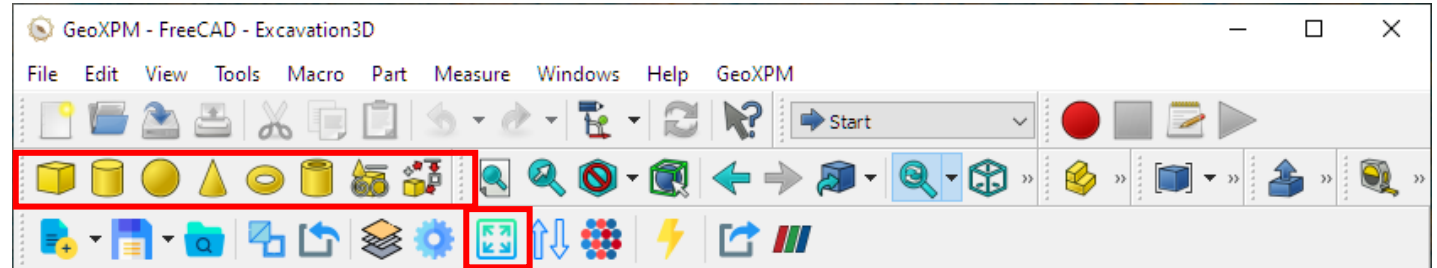 GeoXPM - FreeCAD - Excavation3D
File Edit View Tools Macro Part Measure Windows Help GeoXPM
Start